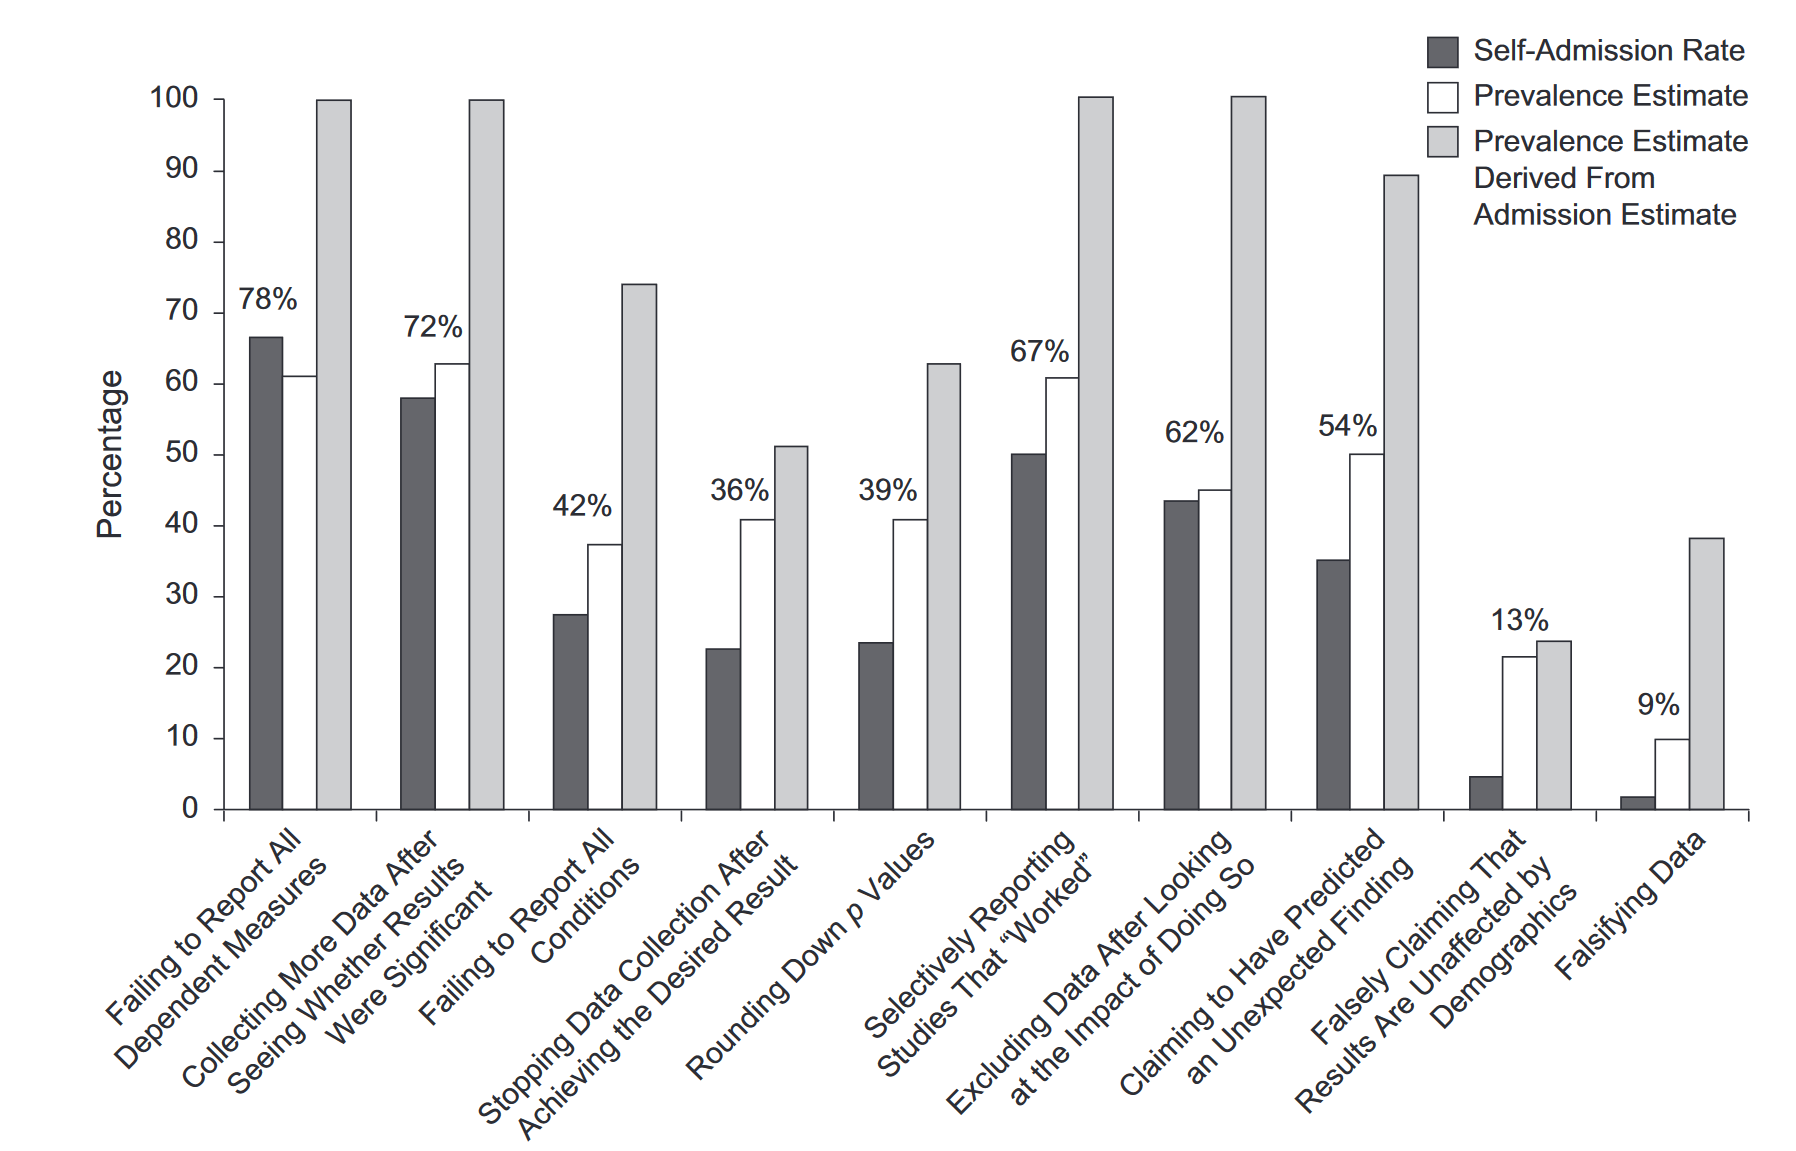 Self-Admission Rate
Prevalence Estimate
Prevalence Estimate
Derived From
Admission Estimate
Percentage
100
90
80
70
60
50
40
30
20
10
0
78%
72%
42%
36%
39%
67%
62%
54%
13%
9%
Failing to Report All
Dependent Measures
Collecting More Data After
Seeing Whether Results
Were Significant
Failing to Report All
Conditions
Stopping Data Collection After
Achieving the Desired Result
Rounding Down p Values
Selectively Reporting
Studies That “Worked”
Excluding Data After Looking
at the Impact of Doing So
Claiming to Have Predicted
an Unexpected Finding
Falsely Claiming That
Results Are Unaffected by
Demographics
Falsifying Data